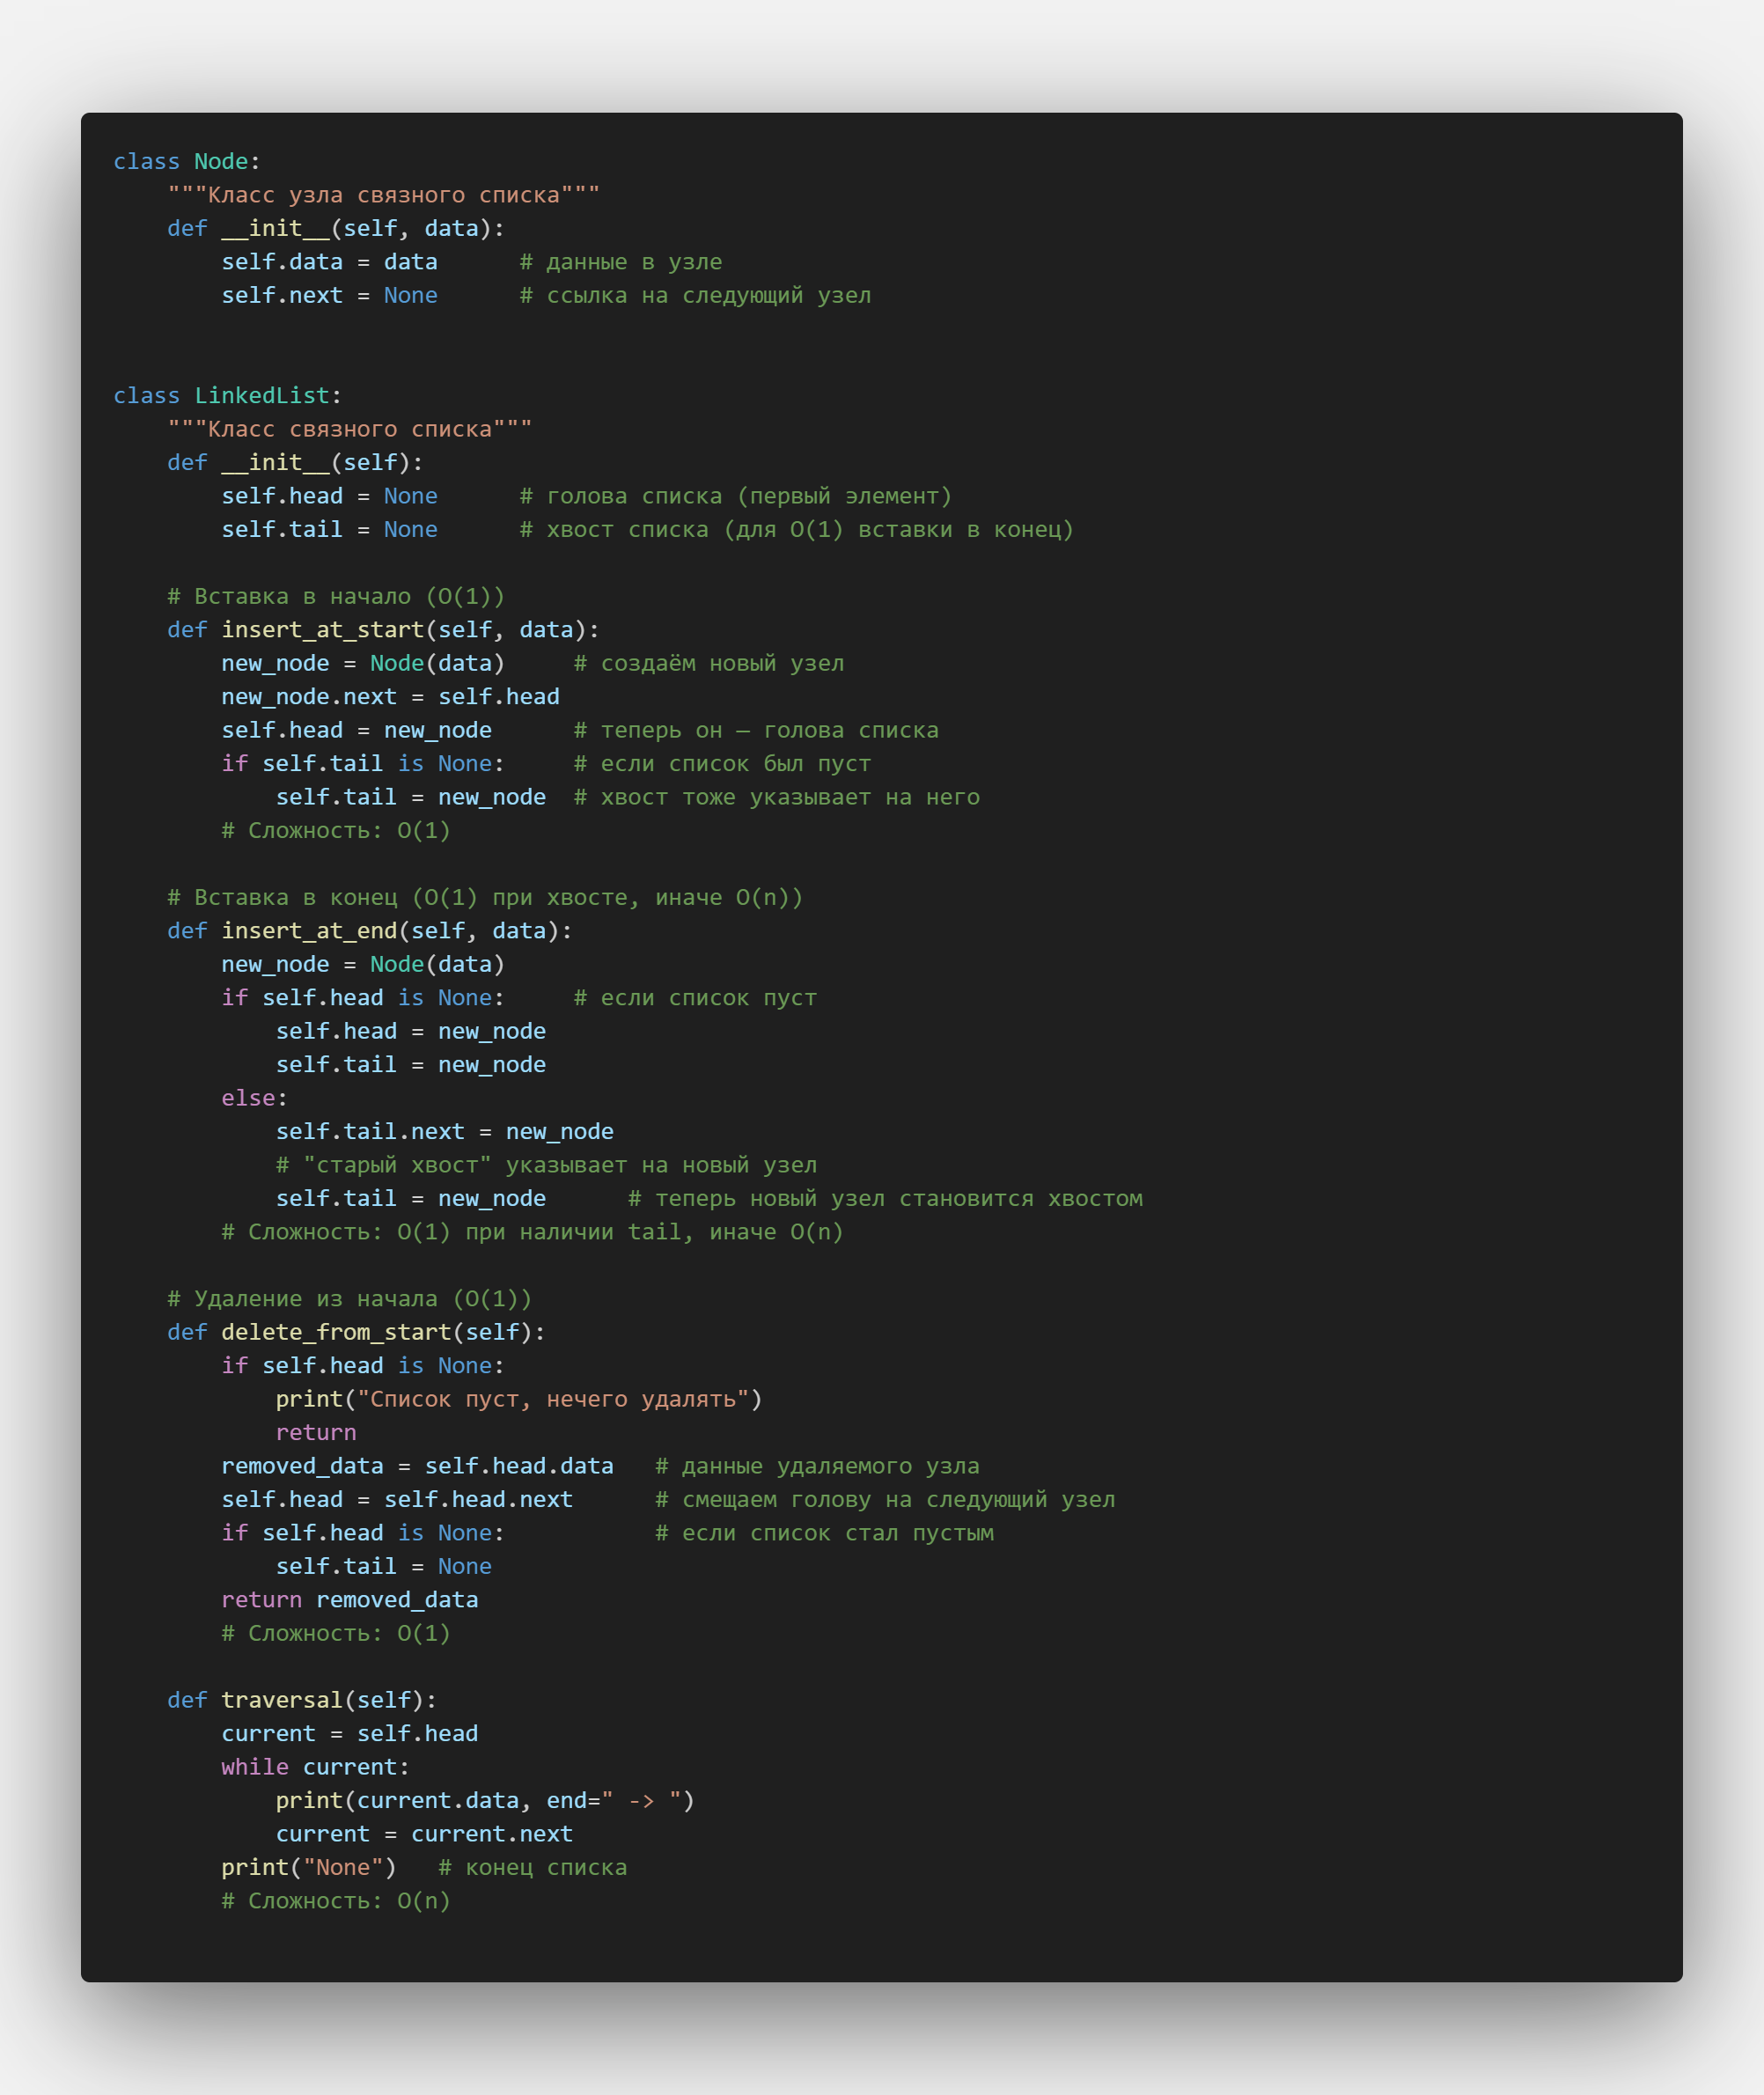 class Node:
    """Класс узла связного списка"""
    def __init__(self, data):
        self.data = data      # данные в узле
        self.next = None      # ссылка на следующий узел
class LinkedList:
    """Класс связного списка"""
    def __init__(self):
        self.head = None      # голова списка (первый элемент)
        self.tail = None      # хвост списка (для O(1) вставки в конец)
    # Вставка в начало (O(1))
    def insert_at_start(self, data):
        new_node = Node(data)     # создаём новый узел
        new_node.next = self.head
        self.head = new_node      # теперь он — голова списка
        if self.tail is None:     # если список был пуст
            self.tail = new_node  # хвост тоже указывает на него
        # Сложность: O(1)
    # Вставка в конец (O(1) при хвосте, иначе O(n))
    def insert_at_end(self, data):
        new_node = Node(data)
        if self.head is None:     # если список пуст
            self.head = new_node
            self.tail = new_node
        else:
            self.tail.next = new_node
            # "старый хвост" указывает на новый узел
            self.tail = new_node      # теперь новый узел становится хвостом
        # Сложность: O(1) при наличии tail, иначе O(n)
    # Удаление из начала (O(1))
    def delete_from_start(self):
        if self.head is None:
            print("Список пуст, нечего удалять")
            return
        removed_data = self.head.data   # данные удаляемого узла
        self.head = self.head.next      # смещаем голову на следующий узел
        if self.head is None:           # если список стал пустым
            self.tail = None
        return removed_data
        # Сложность: O(1)
    def traversal(self):
        current = self.head
        while current:
            print(current.data, end=" -> ")
            current = current.next
        print("None")   # конец списка
        # Сложность: O(n)